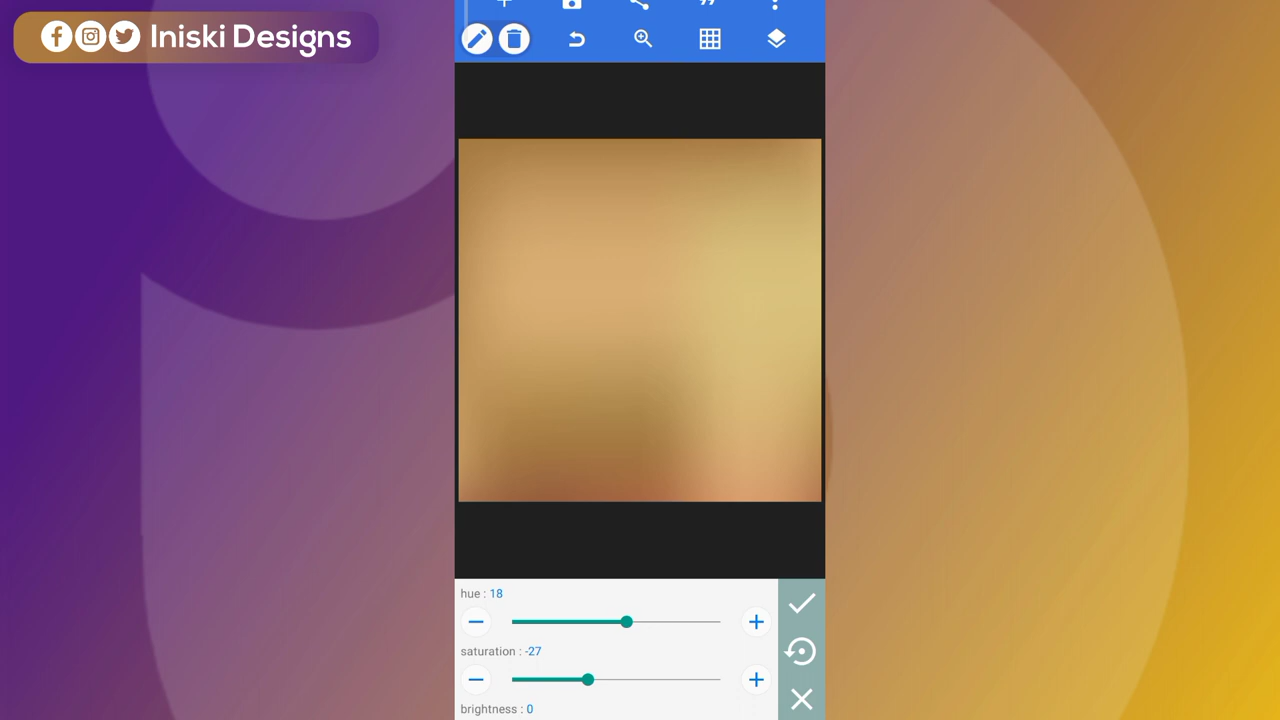 Iniski Designs
hue : 18
saturation : -27
brightness : 0